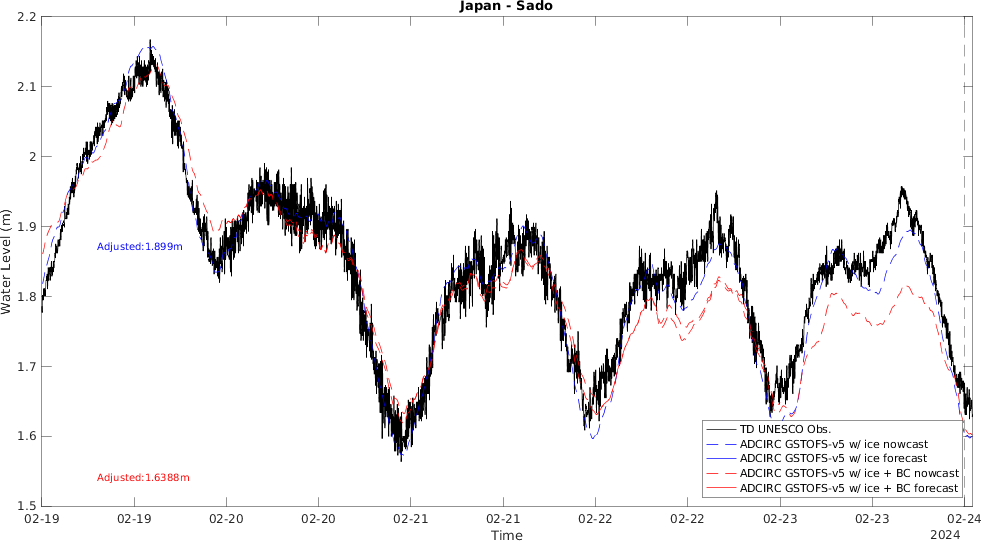 Japan - Sado
2.2
2.1
2
1.9
1.8
1.7
1.6
1.5
Water Level (m)
Adjusted:1.899m
Adjusted:1.6388m
TD UNESCO Obs.
ADCIRC GSTOFS-v5 w/ ice nowcast
ADCIRC GSTOFS-v5 w/ ice forecast
ADCIRC GSTOFS-v5 w/ ice + BC nowcast
ADCIRC GSTOFS-v5 w/ ice + BC forecast
02-19 02-19 02-20 02-20 02-21 02-21 02-22 02-22 02-23 02-23 02-24
Time
2024